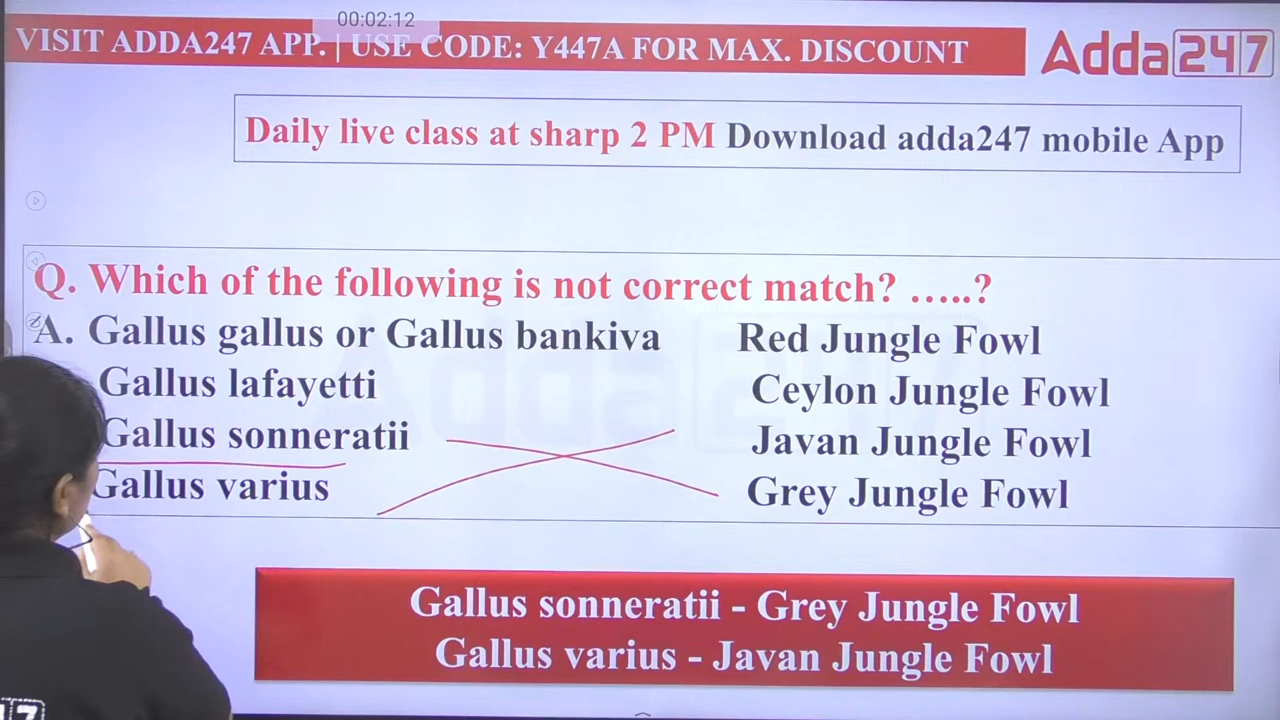 00:02:12
VISIT ADDA247 APP. | USE CODE: Y447A FOR MAX. DISCOUNT
Adda247
Daily live class at sharp 2 PM Download adda247 mobile App
Q. Which of the following is not correct match? …..?
A. Gallus gallus or Gallus bankiva Red Jungle Fowl
Gallus lafayetti Ceylon Jungle Fowl
Gallus sonneratii Javan Jungle Fowl
Gallus varius Grey Jungle Fowl
Gallus sonneratii - Grey Jungle Fowl
Gallus varius - Javan Jungle Fowl